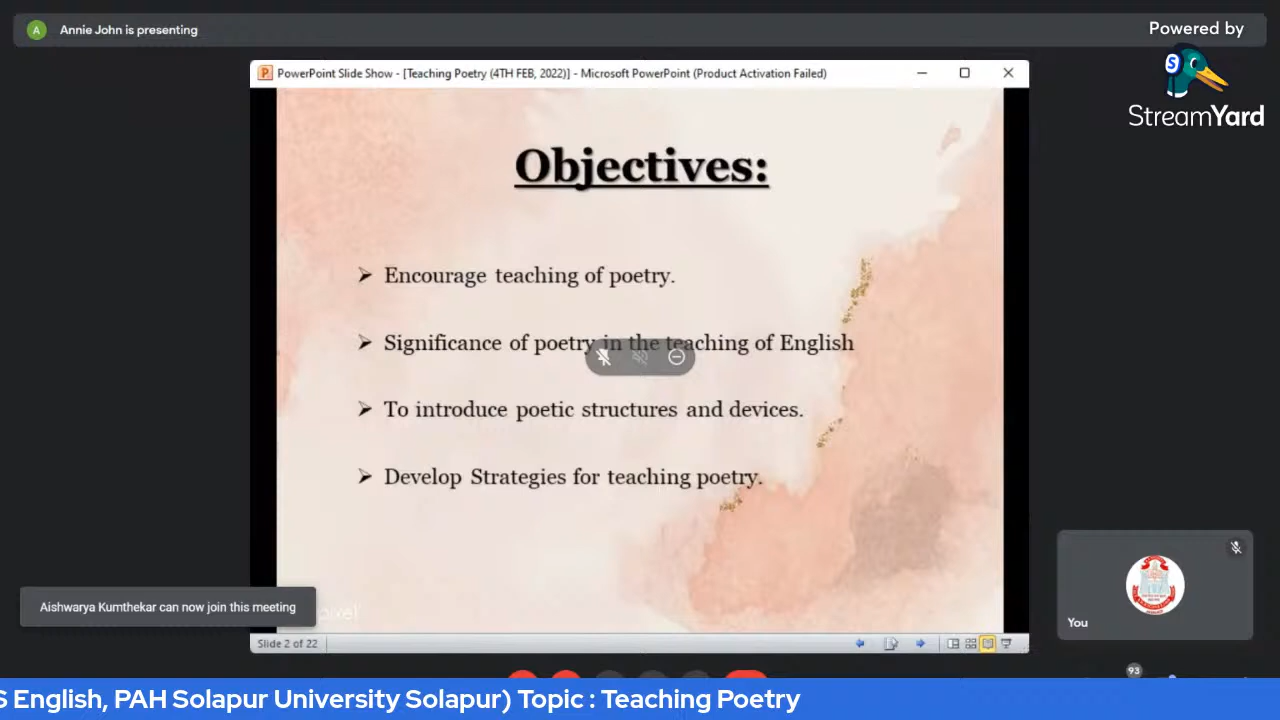 A
Annie John is presenting
Powered by
S
StreamYard
PowerPoint Slide Show - [Teaching Poetry (4TH FEB, 2022)] - Microsoft PowerPoint (Product Activation Failed)
Objectives:
➢ Encourage teaching of poetry.
➢ Significance of poetry in the teaching of English
➢ To introduce poetic structures and devices.
➢ Develop Strategies for teaching poetry.
Aishwarya Kumthekar can now join this meeting
You
Slide 2 of 22
93
S English, PAH Solapur University Solapur) Topic : Teaching Poetry